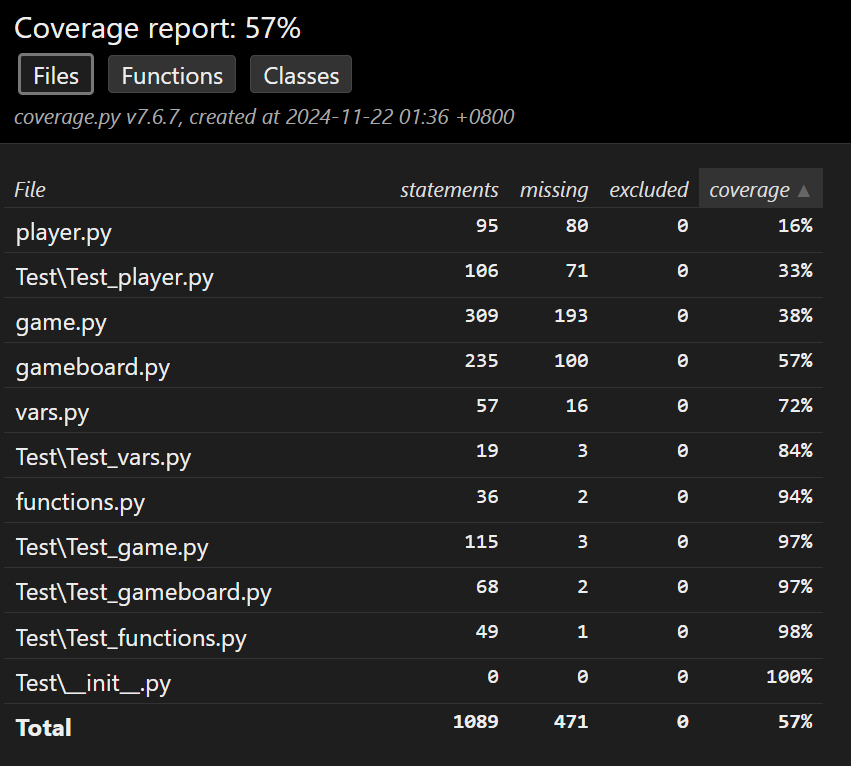 Coverage report: 57%
Files Functions Classes
coverage.py v7.6.7, created at 2024-11-22 01:36 +0800
File statements missing excluded coverage ▲
player.py 95 80 0 16%
Test\Test_player.py 106 71 0 33%
game.py 309 193 0 38%
gameboard.py 235 100 0 57%
vars.py 57 16 0 72%
Test\Test_vars.py 19 3 0 84%
functions.py 36 2 0 94%
Test\Test_game.py 115 3 0 97%
Test\Test_gameboard.py 68 2 0 97%
Test\Test_functions.py 49 1 0 98%
Test\__init__.py 0 0 0 100%
Total 1089 471 0 57%